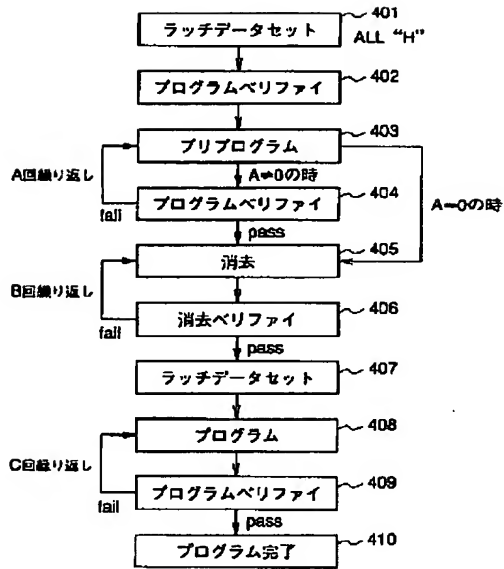 ラッチデータセット 401
ALL “H”
プログラムベリファイ 402
プリプログラム 403
A回繰り返し
A≠0の時
fail
プログラムベリファイ 404
A=0の時
pass
消去 405
B回繰り返し
fail
消去ベリファイ 406
pass
ラッチデータセット 407
プログラム 408
C回繰り返し
fail
プログラムベリファイ 409
pass
プログラム完了 410